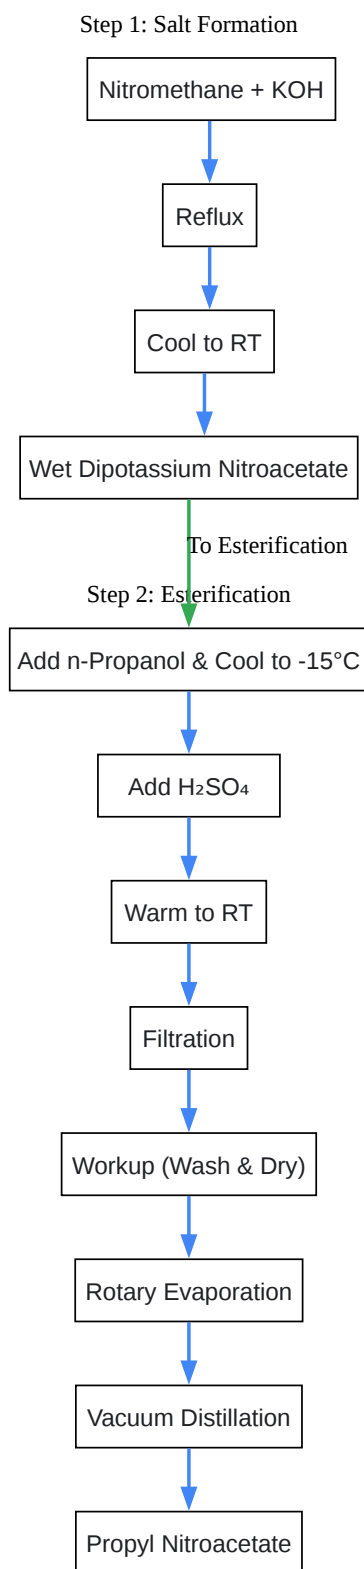 Step 1: Salt Formation
Nitromethane + KOH
Reflux
Cool to RT
Wet Dipotassium Nitroacetate
To Esterification
Step 2: Esterification
Add n-Propanol & Cool to -15°C
Add H₂SO₄
Warm to RT
Filtration
Workup (Wash & Dry)
Rotary Evaporation
Vacuum Distillation
Propyl Nitroacetate